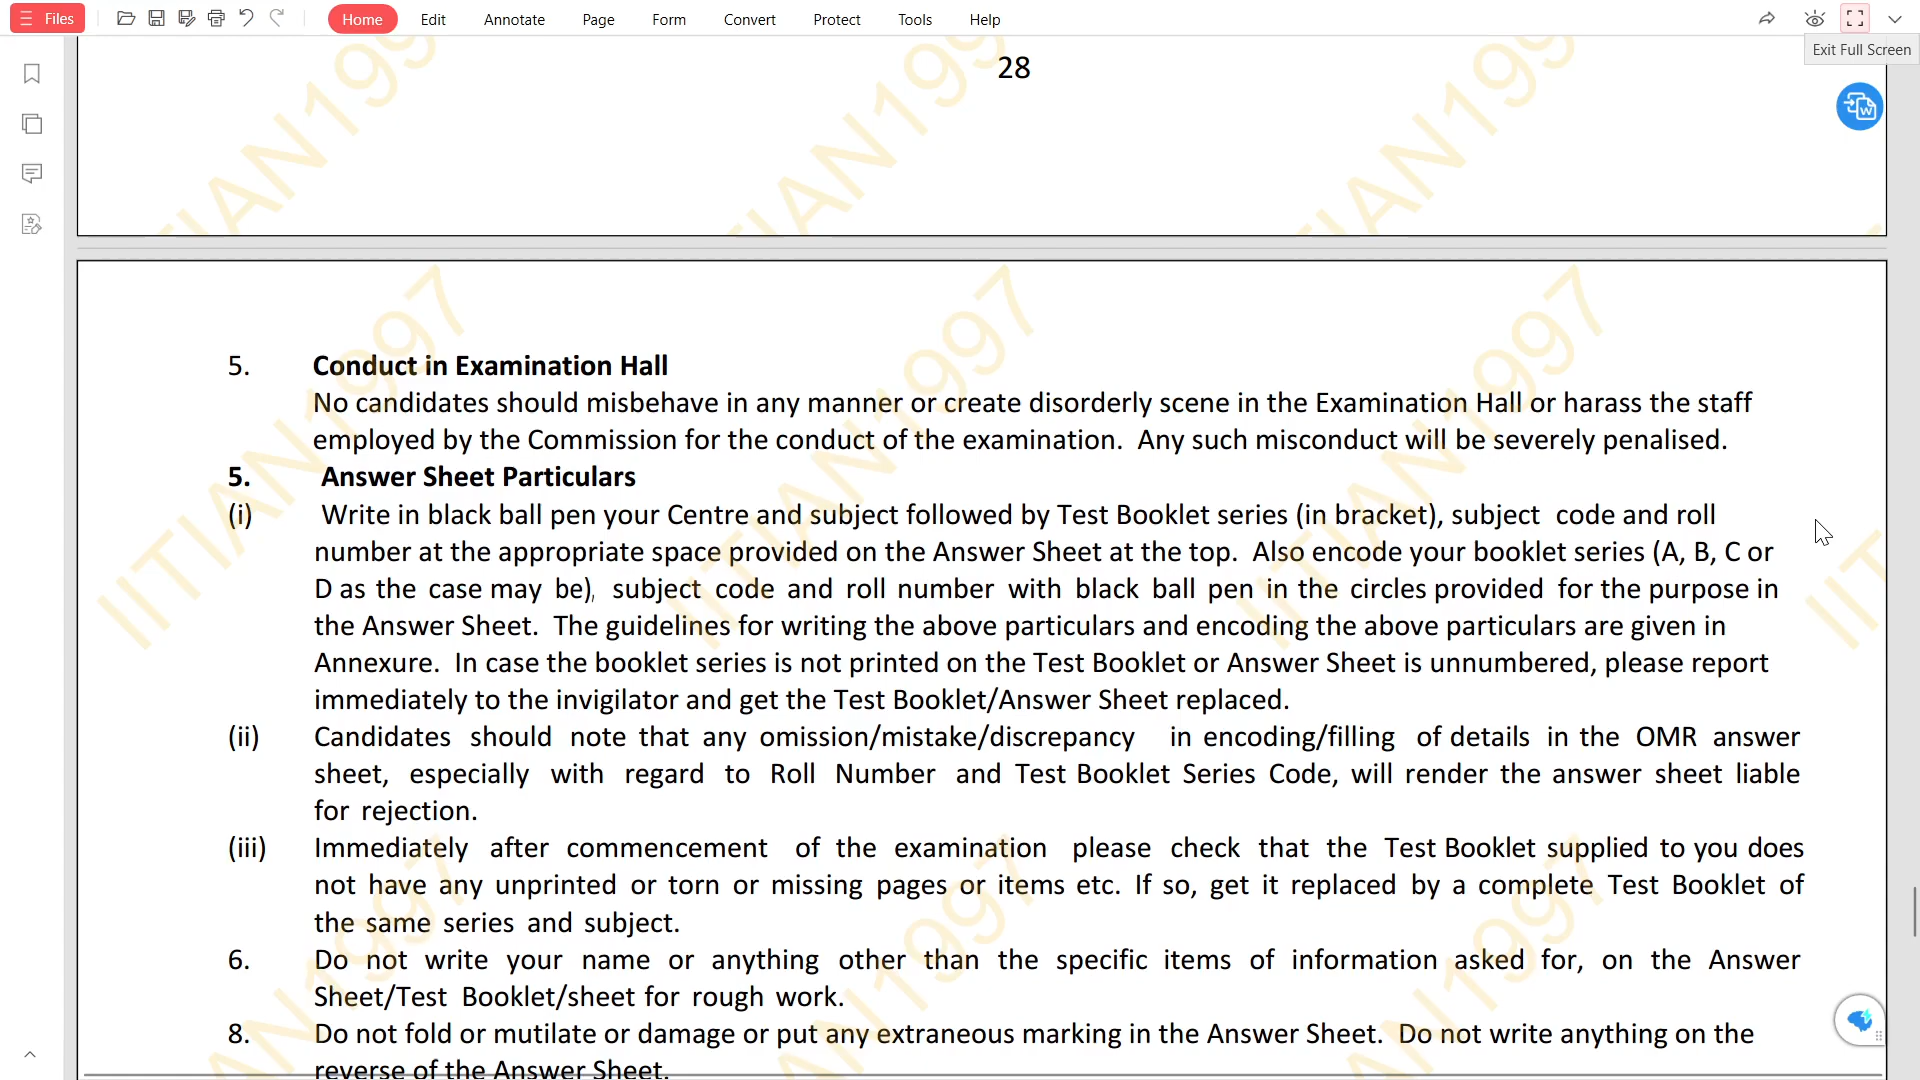 Files
Home Edit Annotate Page Form Convert Protect Tools Help
Exit Full Screen
28
5. Conduct in Examination Hall
No candidates should misbehave in any manner or create disorderly scene in the Examination Hall or harass the staff
employed by the Commission for the conduct of the examination. Any such misconduct will be severely penalised.
5. Answer Sheet Particulars
(i) Write in black ball pen your Centre and subject followed by Test Booklet series (in bracket), subject code and roll
number at the appropriate space provided on the Answer Sheet at the top. Also encode your booklet series (A, B, C or
D as the case may be), subject code and roll number with black ball pen in the circles provided for the purpose in
the Answer Sheet. The guidelines for writing the above particulars and encoding the above particulars are given in
Annexure. In case the booklet series is not printed on the Test Booklet or Answer Sheet is unnumbered, please report
immediately to the invigilator and get the Test Booklet/Answer Sheet replaced.
(ii) Candidates should note that any omission/mistake/discrepancy in encoding/filling of details in the OMR answer
sheet, especially with regard to Roll Number and Test Booklet Series Code, will render the answer sheet liable
for rejection.
(iii) Immediately after commencement of the examination please check that the Test Booklet supplied to you does
not have any unprinted or torn or missing pages or items etc. If so, get it replaced by a complete Test Booklet of
the same series and subject.
6. Do not write your name or anything other than the specific items of information asked for, on the Answer
Sheet/Test Booklet/sheet for rough work.
8. Do not fold or mutilate or damage or put any extraneous marking in the Answer Sheet. Do not write anything on the
reverse of the Answer Sheet.
IITIAN1997
IITIAN1997
IITIAN1997